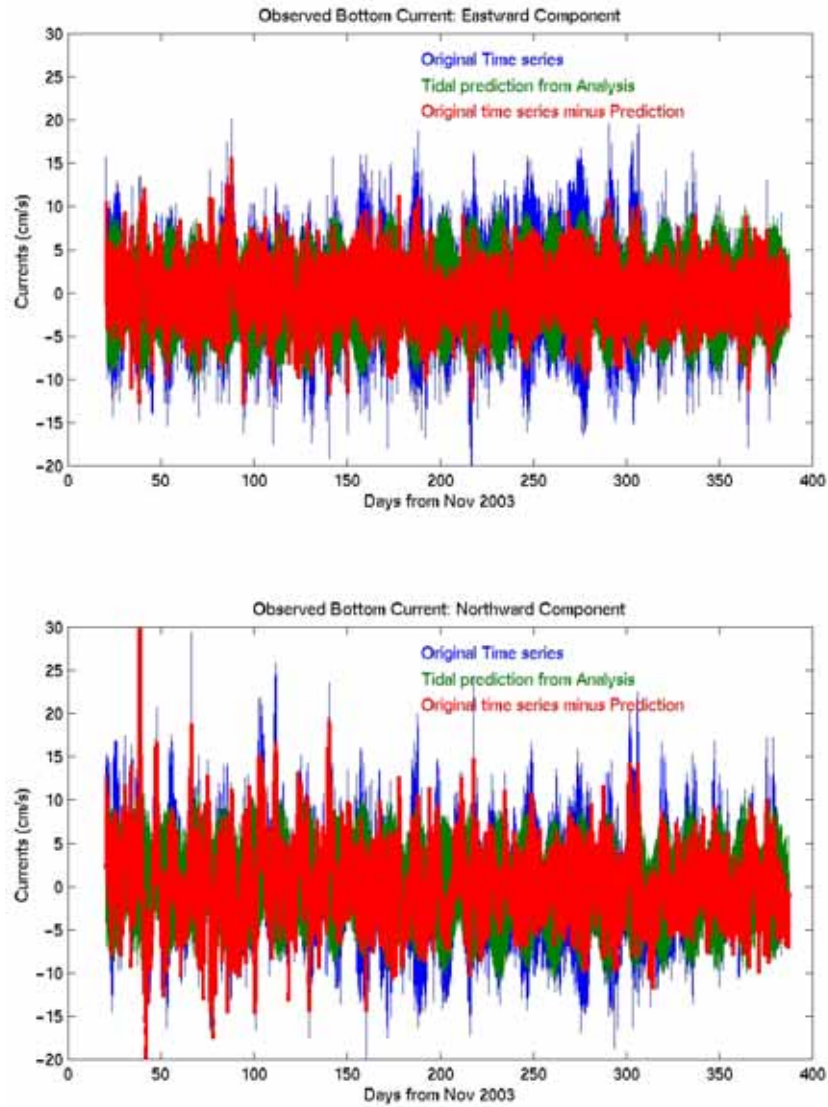 Observed Bottom Current: Eastward Component
Original Time series
Tidal prediction from Analysis
Original time series minus Prediction
Currents (cm/s)
30
25
20
15
10
5
0
−5
−10
−15
−20
0 50 100 150 200 250 300 350 400
Days from Nov 2003
Observed Bottom Current: Northward Component
Original Time series
Tidal prediction from Analysis
Original time series minus Prediction
Currents (cm/s)
30
25
20
15
10
5
0
−5
−10
−15
−20
0 50 100 150 200 250 300 350 400
Days from Nov 2003